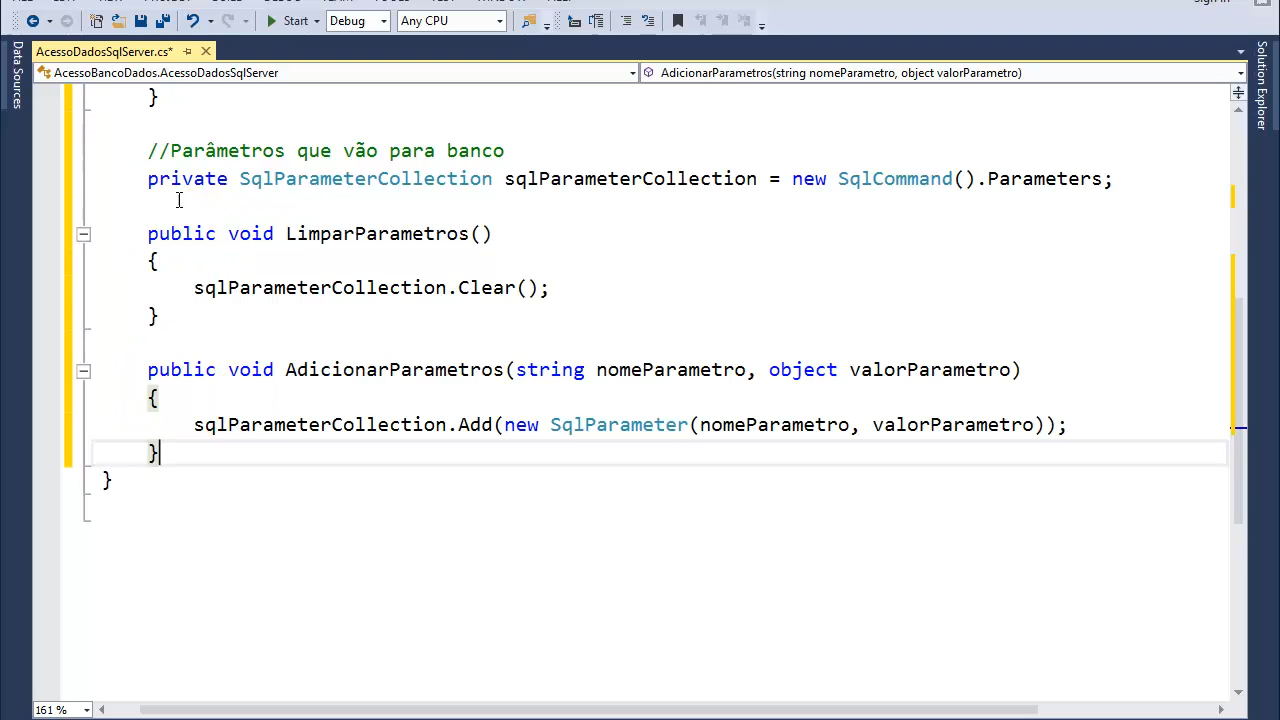 Start
Debug
Any CPU
AcessoDadosSqlServer.cs*
AcessoBancoDados.AcessoDadosSqlServer
AdicionarParametros(string nomeParametro, object valorParametro)
Data Sources
Solution Explorer
}
//Parâmetros que vão para banco
private SqlParameterCollection sqlParameterCollection = new SqlCommand().Parameters;
public void LimparParametros()
{
sqlParameterCollection.Clear();
}
public void AdicionarParametros(string nomeParametro, object valorParametro)
{
sqlParameterCollection.Add(new SqlParameter(nomeParametro, valorParametro));
}
}
161 %